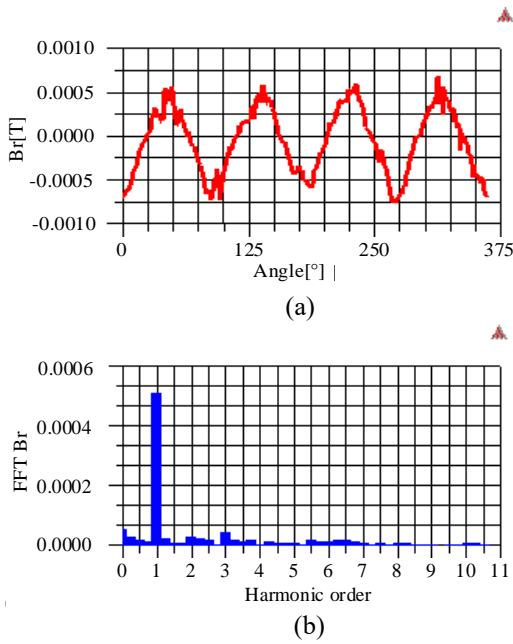 0.0010
0.0005
0.0000
-0.0005
-0.0010
Br[T]
0 125 250 375
Angle[°]
(a)
0.0006
0.0004
0.0002
0.0000
FFT Br
0 1 2 3 4 5 6 7 8 9 10 11
Harmonic order
(b)